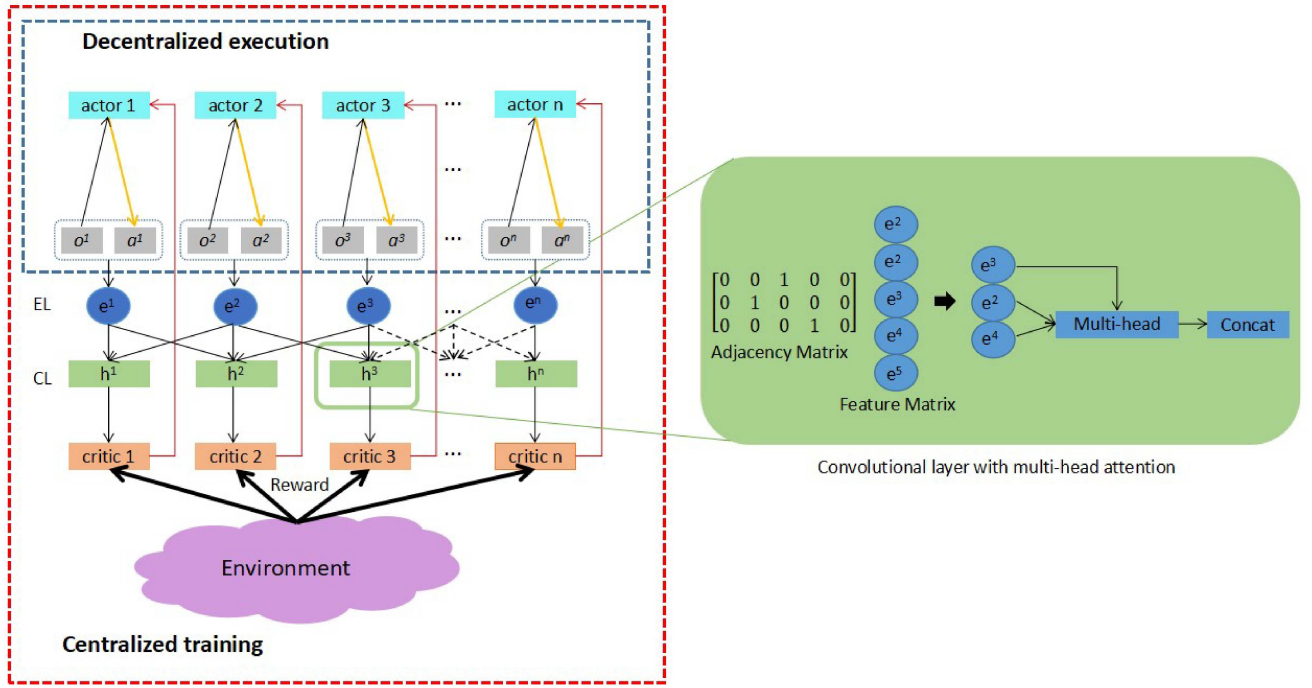 Decentralized execution
actor 1 actor 2 actor 3 ... actor n
...
o¹ a¹ o² a² o³ a³ ... oⁿ aⁿ
EL e¹ e² e³ ... eⁿ
CL h¹ h² h³ ... hⁿ
critic 1 critic 2 critic 3 ... critic n
Reward
Environment
Centralized training
e²
e²
e³
e⁴
e⁵
Feature Matrix
0 0 1 0 0
0 1 0 0 0
0 0 0 1 0
Adjacency Matrix
e³
e²
e⁴
Multi-head
Concat
Convolutional layer with multi-head attention